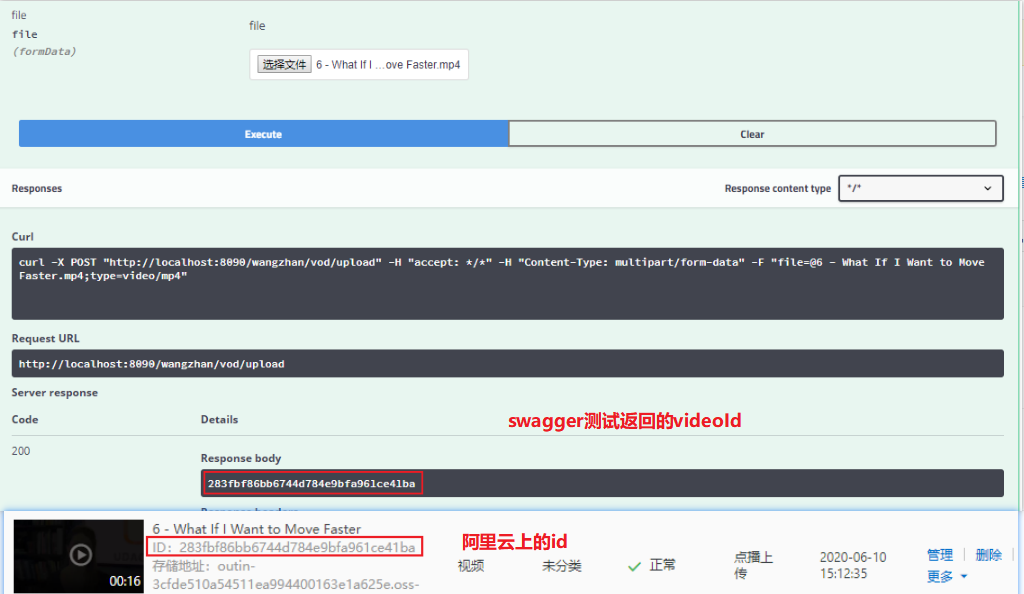 file
file
file
(formData)
选择文件 6 - What If I ...ove Faster.mp4
Execute
Clear
Responses
Response content type
*/*
Curl
curl -X POST "http://localhost:8090/wangzhan/vod/upload" -H "accept: */*" -H "Content-Type: multipart/form-data" -F "file=@6 - What If I Want to Move
Faster.mp4;type=video/mp4"
Request URL
http://localhost:8090/wangzhan/vod/upload
Server response
Code
Details
swagger测试返回的videoId
200
Response body
283fbf86bb6744d784e9bfa961ce41ba
6 - What If I Want to Move Faster
ID：283fbf86bb6744d784e9bfa961ce41ba
存储地址：outin-
3cfde510a54511ea994400163e1a625e.oss-
00:16
阿里云上的id
视频
未分类
正常
点播上
传
2020-06-10
15:12:35
管理
删除
更多